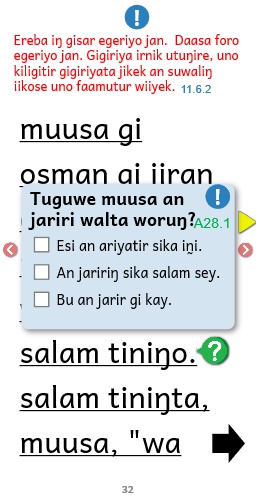 Ereba iŋ gisar egeriyo jan. Daasa foro
egeriyo jan. Gigiriya irnik utuŋire, uno
kiligitir gigiriyata jikek an suwaliŋ
iikose uno faamutur wiiyek. 11.6.2
muusa gi
osman gi jiran
Tuguwe muusa an
jariri walta woruŋ? A28.1
Esi an ariyatir sika iṉi.
An jaririŋ sika salam sey.
Bu an jarir gi kay.
salam tiniŋo.
salam tiniŋta,
muusa, "wa
32